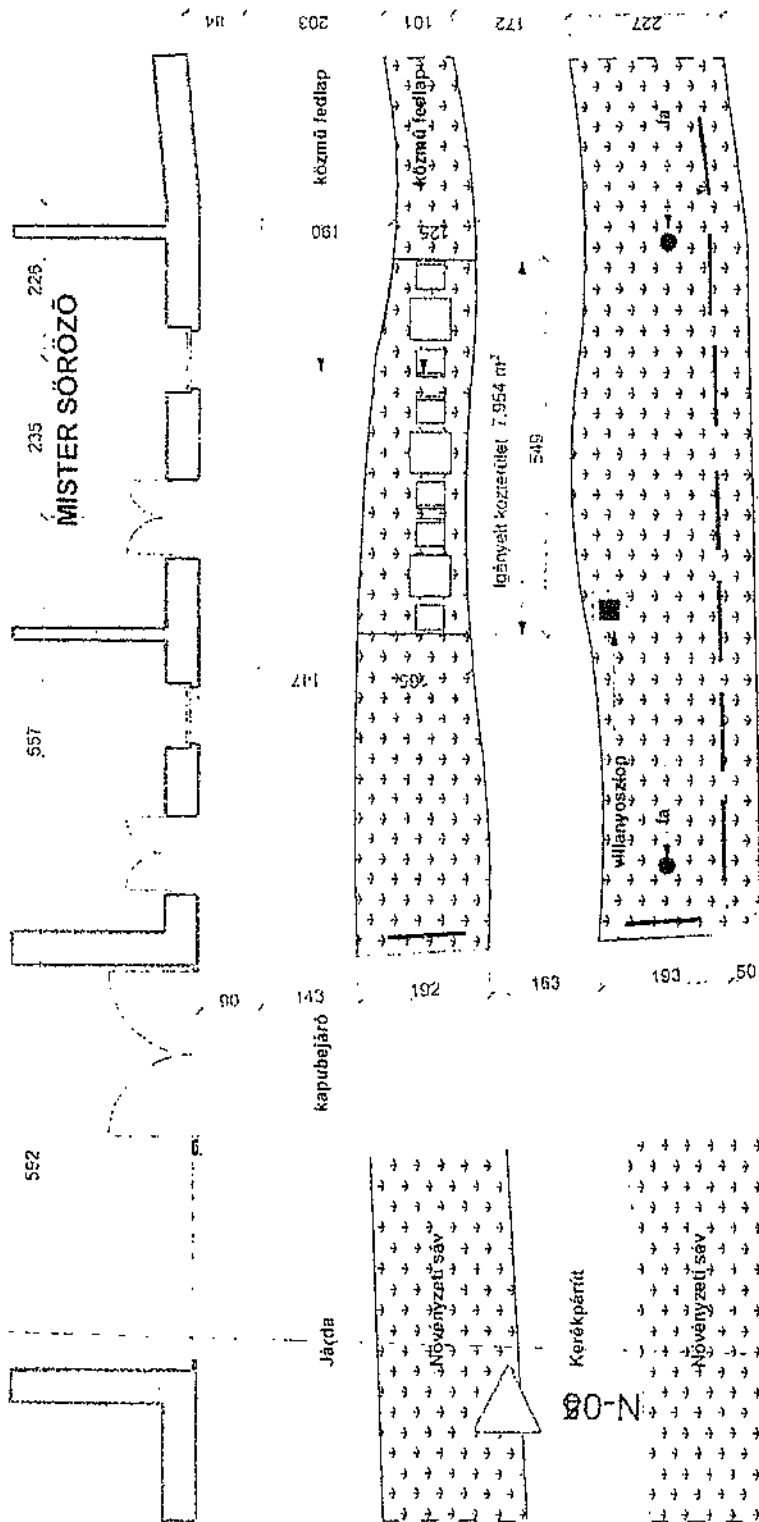 MISTER SÖRÖZŐ
235
226
557
592
közmű fedlap
közmű fedlap
203
101
172
227
190
125
147
165
Igényelt közterület 7,954 m²
549
fa
villanyoszlop
fa
90
143
192
163
193
50
kapubejáró
Járda
Növényzeti sáv
Kerékpárút
Növényzeti sáv